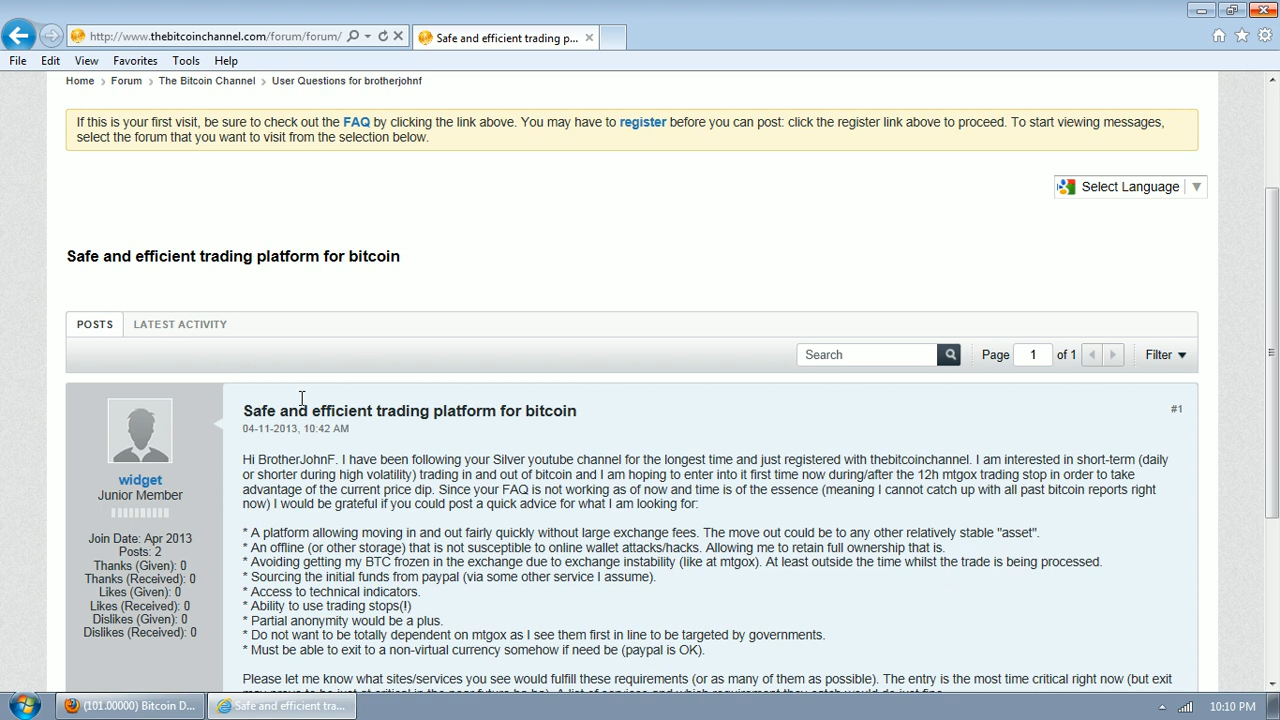 http://www.thebitcoinchannel.com/forum/forum/
Safe and efficient trading p...
File Edit View Favorites Tools Help
Home > Forum > The Bitcoin Channel > User Questions for brotherjohnf
If this is your first visit, be sure to check out the FAQ by clicking the link above. You may have to register before you can post: click the register link above to proceed. To start viewing messages,
select the forum that you want to visit from the selection below.
Select Language
Safe and efficient trading platform for bitcoin
POSTS LATEST ACTIVITY
Search Page 1 of 1 Filter
Safe and efficient trading platform for bitcoin #1
04-11-2013, 10:42 AM
widget
Junior Member
Join Date: Apr 2013
Posts: 2
Thanks (Given): 0
Thanks (Received): 0
Likes (Given): 0
Likes (Received): 0
Dislikes (Given): 0
Dislikes (Received): 0
Hi BrotherJohnF. I have been following your Silver youtube channel for the longest time and just registered with thebitcoinchannel. I am interested in short-term (daily
or shorter during high volatility) trading in and out of bitcoin and I am hoping to enter into it first time now during/after the 12h mtgox trading stop in order to take
advantage of the current price dip. Since your FAQ is not working as of now and time is of the essence (meaning I cannot catch up with all past bitcoin reports right
now) I would be grateful if you could post a quick advice for what I am looking for:
* A platform allowing moving in and out fairly quickly without large exchange fees. The move out could be to any other relatively stable "asset".
* An offline (or other storage) that is not susceptible to online wallet attacks/hacks. Allowing me to retain full ownership that is.
* Avoiding getting my BTC frozen in the exchange due to exchange instability (like at mtgox). At least outside the time whilst the trade is being processed.
* Sourcing the initial funds from paypal (via some other service I assume).
* Access to technical indicators.
* Ability to use trading stops(!)
* Partial anonymity would be a plus.
* Do not want to be totally dependent on mtgox as I see them first in line to be targeted by governments.
* Must be able to exit to a non-virtual currency somehow if need be (paypal is OK).
Please let me know what sites/services you see would fulfill these requirements (or as many of them as possible). The entry is the most time critical right now (but exit
(101.00000) Bitcoin D... Safe and efficient tra... 10:10 PM